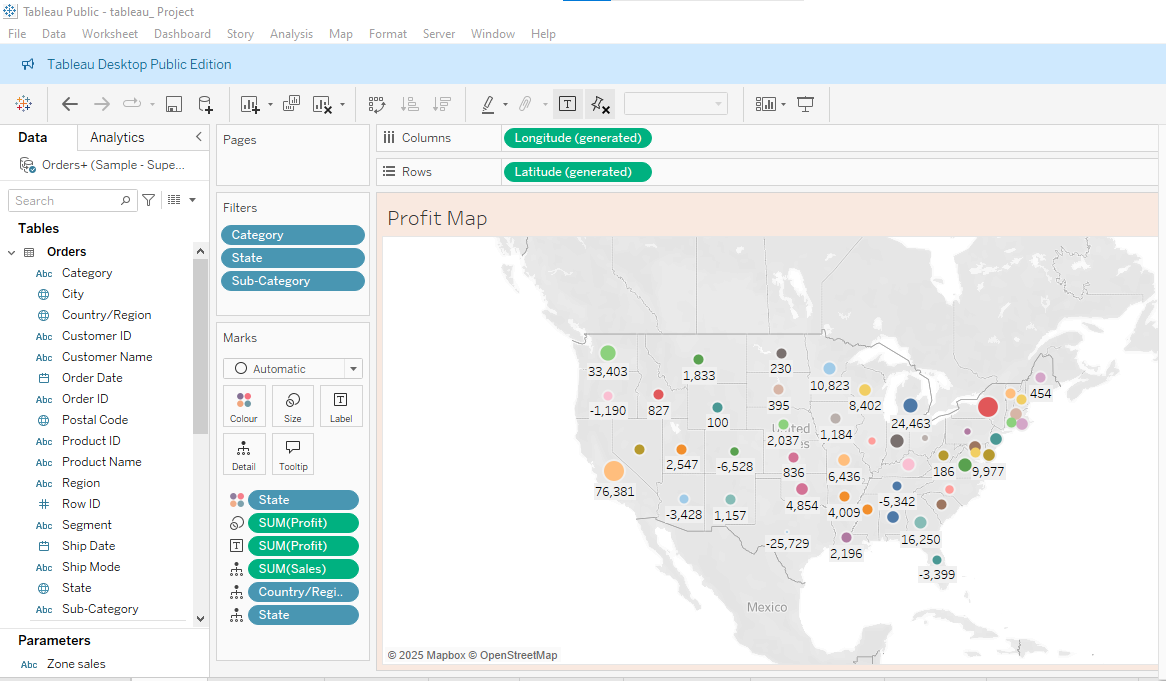 Tableau Public - tableau_ Project
File Data Worksheet Dashboard Story Analysis Map Format Server Window Help
Tableau Desktop Public Edition
Data Analytics
Orders+ (Sample - Supe...
Search
Tables
Orders
Abc Category
City
Country/Region
Abc Customer ID
Abc Customer Name
Order Date
Abc Order ID
Postal Code
Abc Product ID
Abc Product Name
Abc Region
Row ID
Abc Segment
Ship Date
Abc Ship Mode
State
Abc Sub-Category
Parameters
Abc Zone sales
Pages
Filters
Category
State
Sub-Category
Marks
Automatic
Colour Size Label
Detail Tooltip
State
SUM(Profit)
SUM(Profit)
SUM(Sales)
Country/Regi..
State
Columns Longitude (generated)
Rows Latitude (generated)
Profit Map
33,403 1,833 230
10,823
-1,190 827 395 8,402 454
100 24,463
United
2,037 1,184
2,547 -6,528 836 6,436 186 9,977
76,381
-3,428 1,157 4,854 4,009 -5,342
-25,729 2,196 16,250
-3,399
Mexico
© 2025 Mapbox © OpenStreetMap